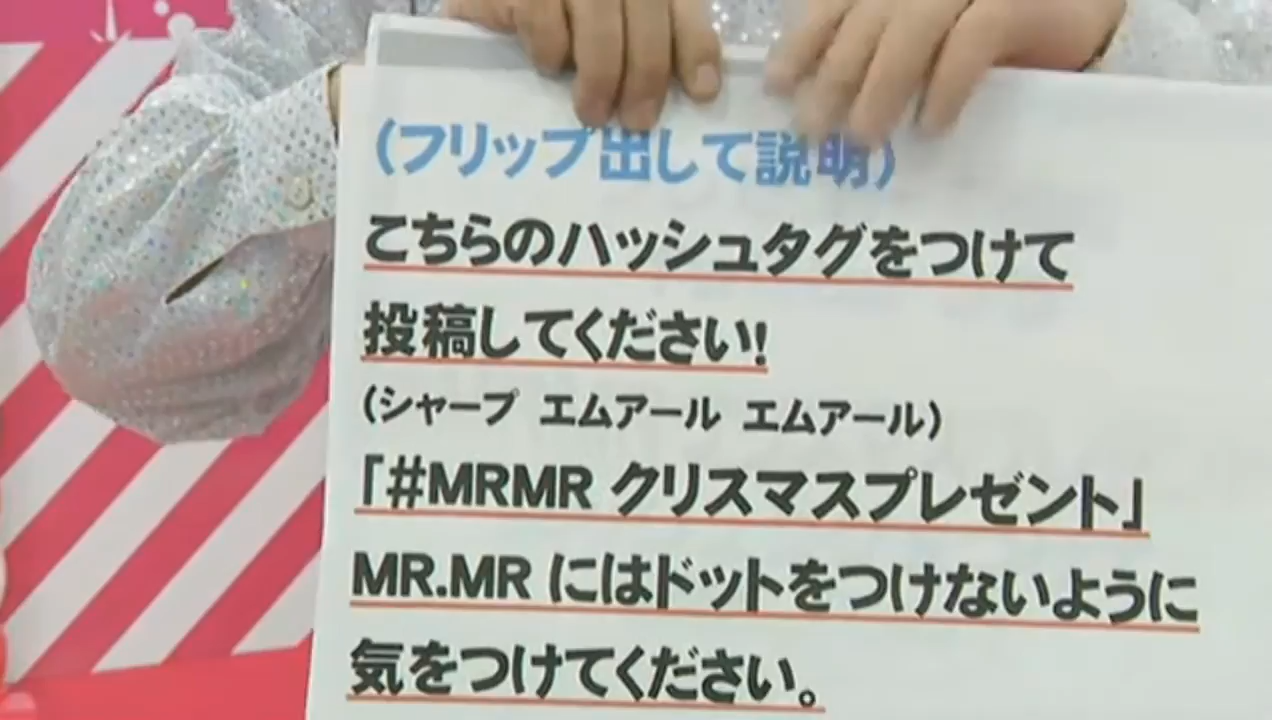 （フリップ出して説明）
こちらのハッシュタグをつけて
投稿してください!
（シャープ エムアール エムアール）
「#MRMR クリスマスプレゼント」
MR.MR にはドットをつけないように
気をつけてください。